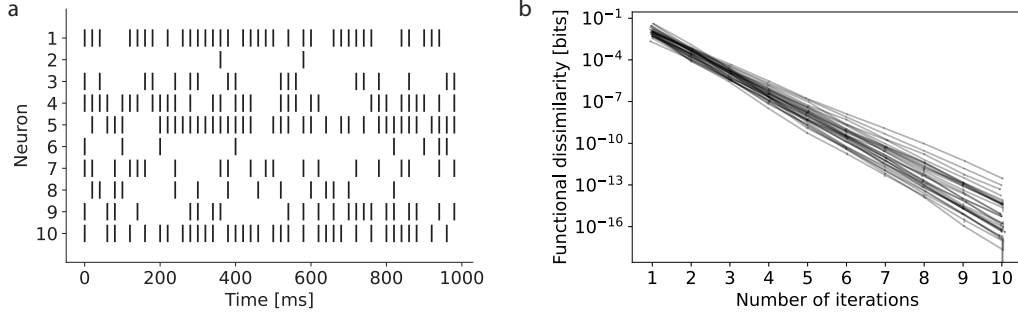 a
Neuron
1
2
3
4
5
6
7
8
9
10
0 200 400 600 800 1000
Time [ms]
b
Functional dissimilarity [bits]
10⁻¹
10⁻⁴
10⁻⁷
10⁻¹⁰
10⁻¹³
10⁻¹⁶
1 2 3 4 5 6 7 8 9 10
Number of iterations